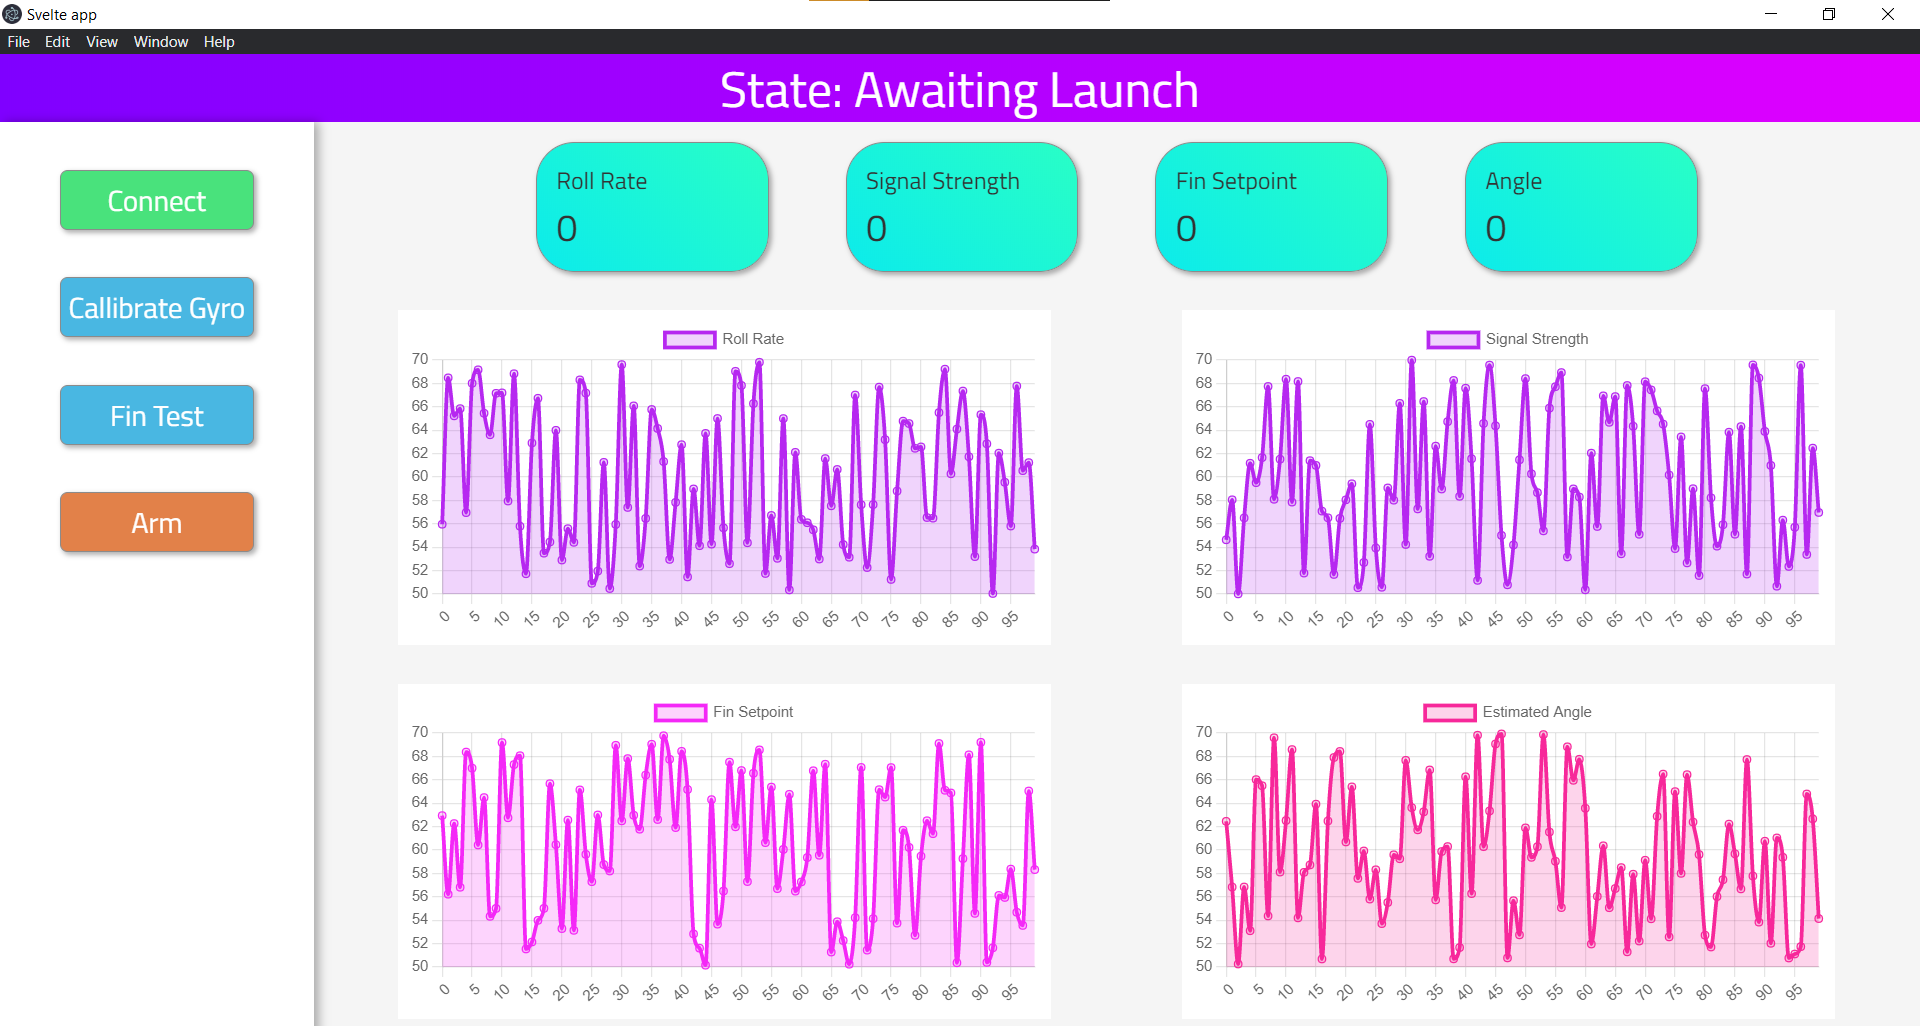 Svelte app
File Edit View Window Help
State: Awaiting Launch
Connect
Callibrate Gyro
Fin Test
Arm
Roll Rate
0
Signal Strength
0
Fin Setpoint
0
Angle
0
Roll Rate
70
68
66
64
62
60
58
56
54
52
50
0 5 10 15 20 25 30 35 40 45 50 55 60 65 70 75 80 85 90 95
Signal Strength
70
68
66
64
62
60
58
56
54
52
50
0 5 10 15 20 25 30 35 40 45 50 55 60 65 70 75 80 85 90 95
Fin Setpoint
70
68
66
64
62
60
58
56
54
52
50
0 5 10 15 20 25 30 35 40 45 50 55 60 65 70 75 80 85 90 95
Estimated Angle
70
68
66
64
62
60
58
56
54
52
50
0 5 10 15 20 25 30 35 40 45 50 55 60 65 70 75 80 85 90 95